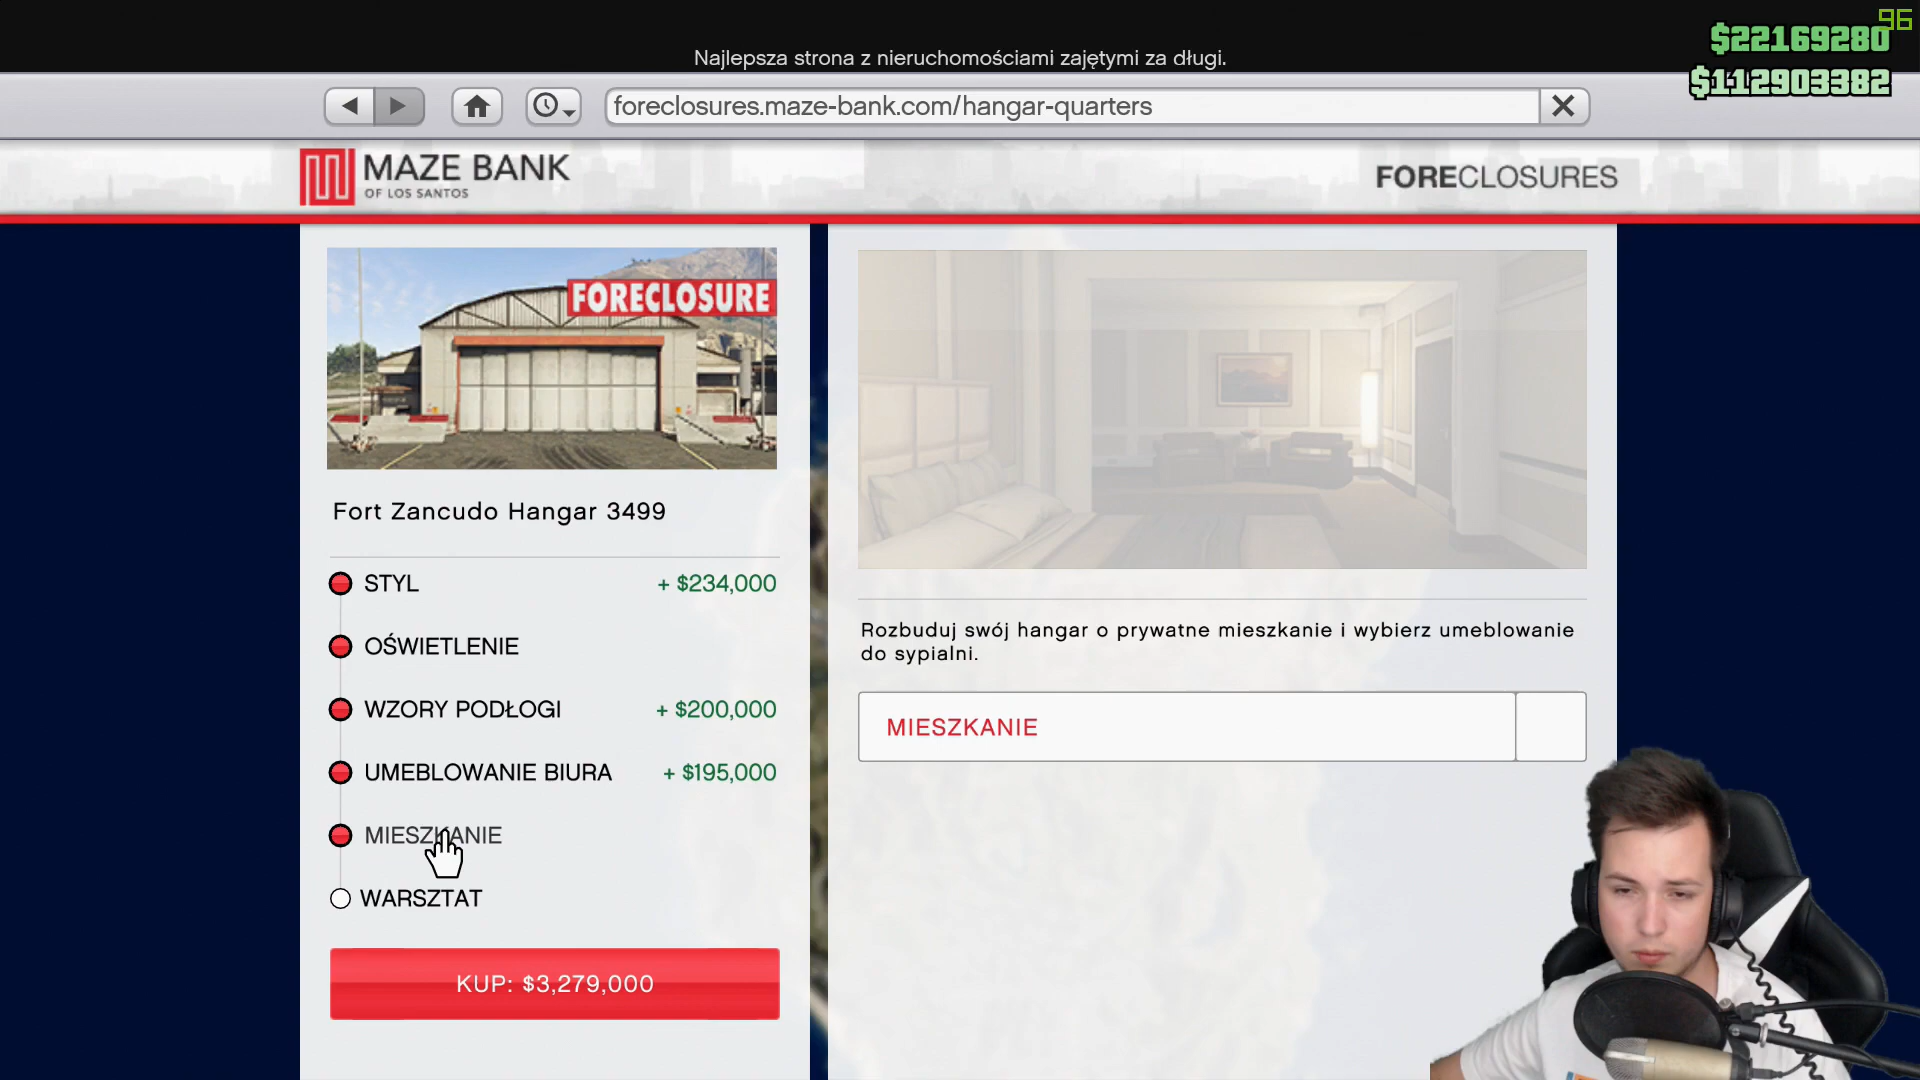 96
$22169280
$112903382
Najlepsza strona z nieruchomościami zajętymi za długi.
foreclosures.maze-bank.com/hangar-quarters
MAZE BANK
OF LOS SANTOS
FORECLOSURES
FORECLOSURE
Fort Zancudo Hangar 3499
STYL + $234,000
OŚWIETLENIE
WZORY PODŁOGI + $200,000
UMEBLOWANIE BIURA + $195,000
MIESZKANIE
WARSZTAT
KUP: $3,279,000
Rozbuduj swój hangar o prywatne mieszkanie i wybierz umeblowanie
do sypialni.
MIESZKANIE